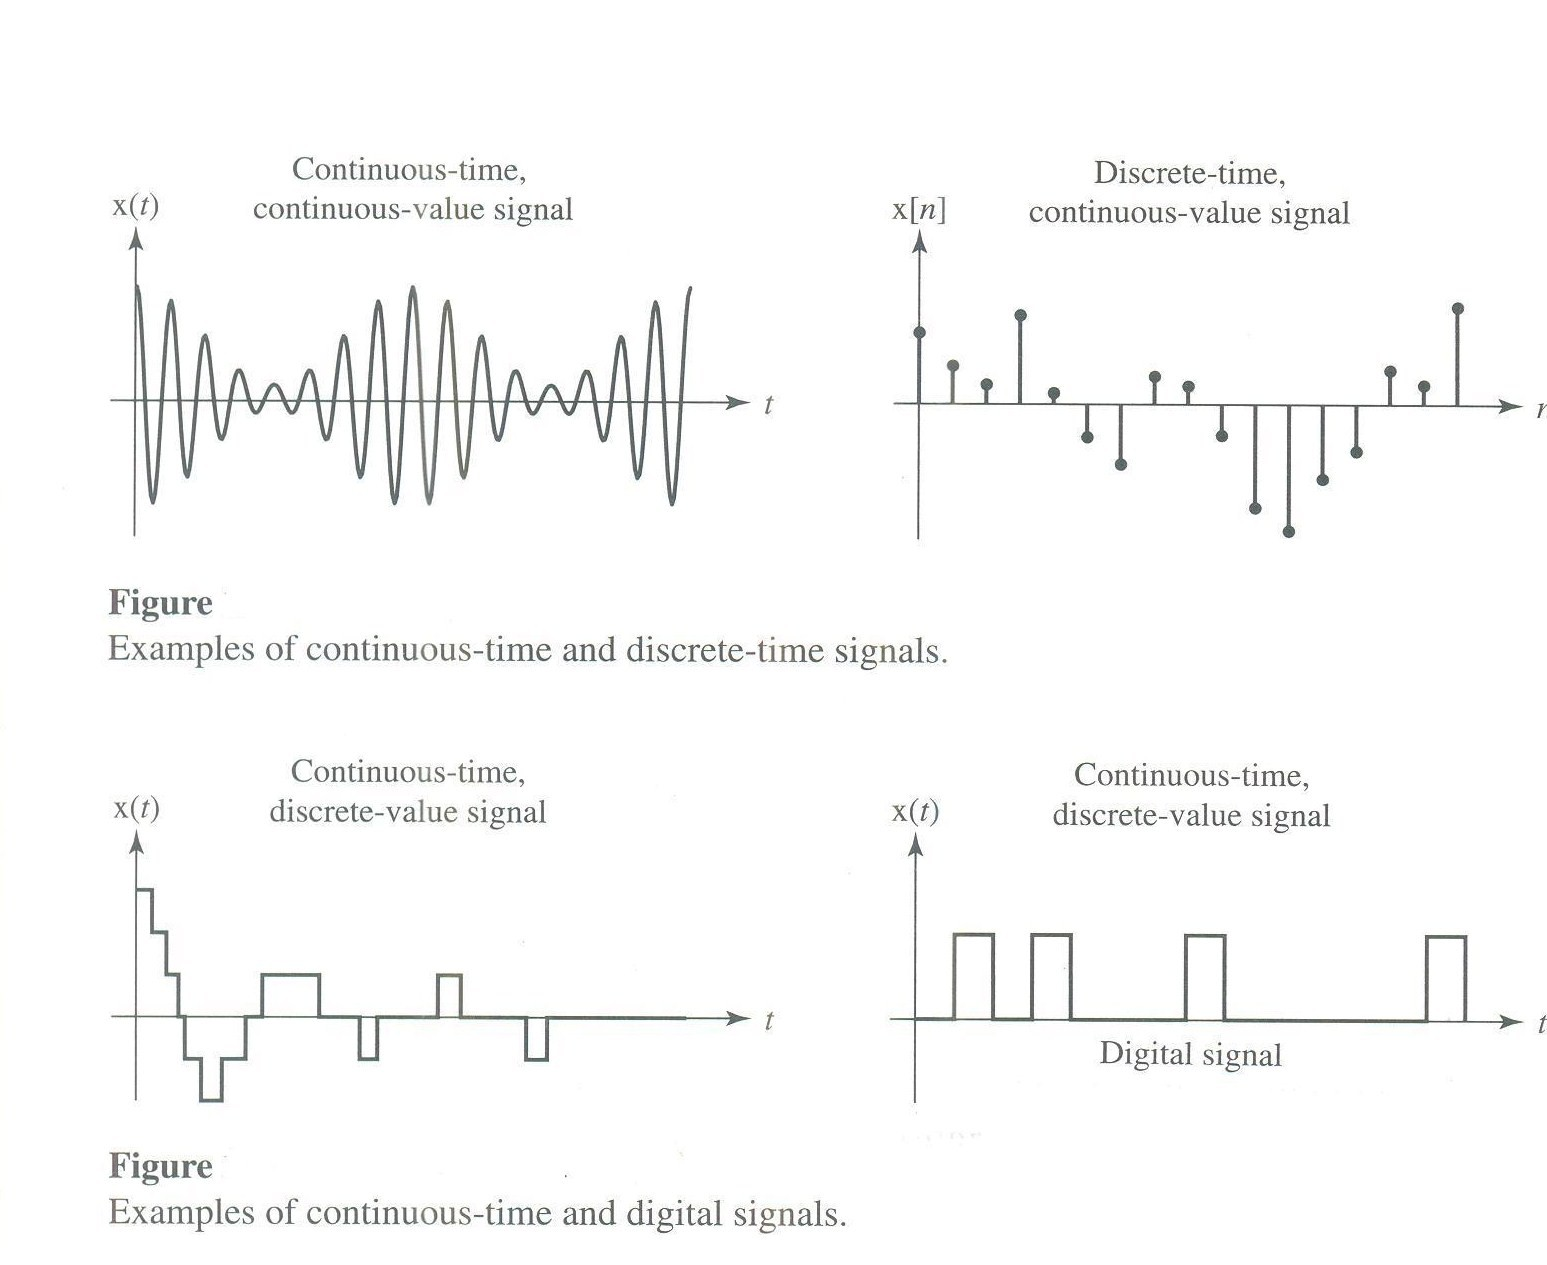 Continuous-time,
continuous-value signal
x(t)
t
Discrete-time,
continuous-value signal
x[n]
Figure
Examples of continuous-time and discrete-time signals.
Continuous-time,
discrete-value signal
x(t)
t
Continuous-time,
discrete-value signal
x(t)
t
Digital signal
Figure
Examples of continuous-time and digital signals.